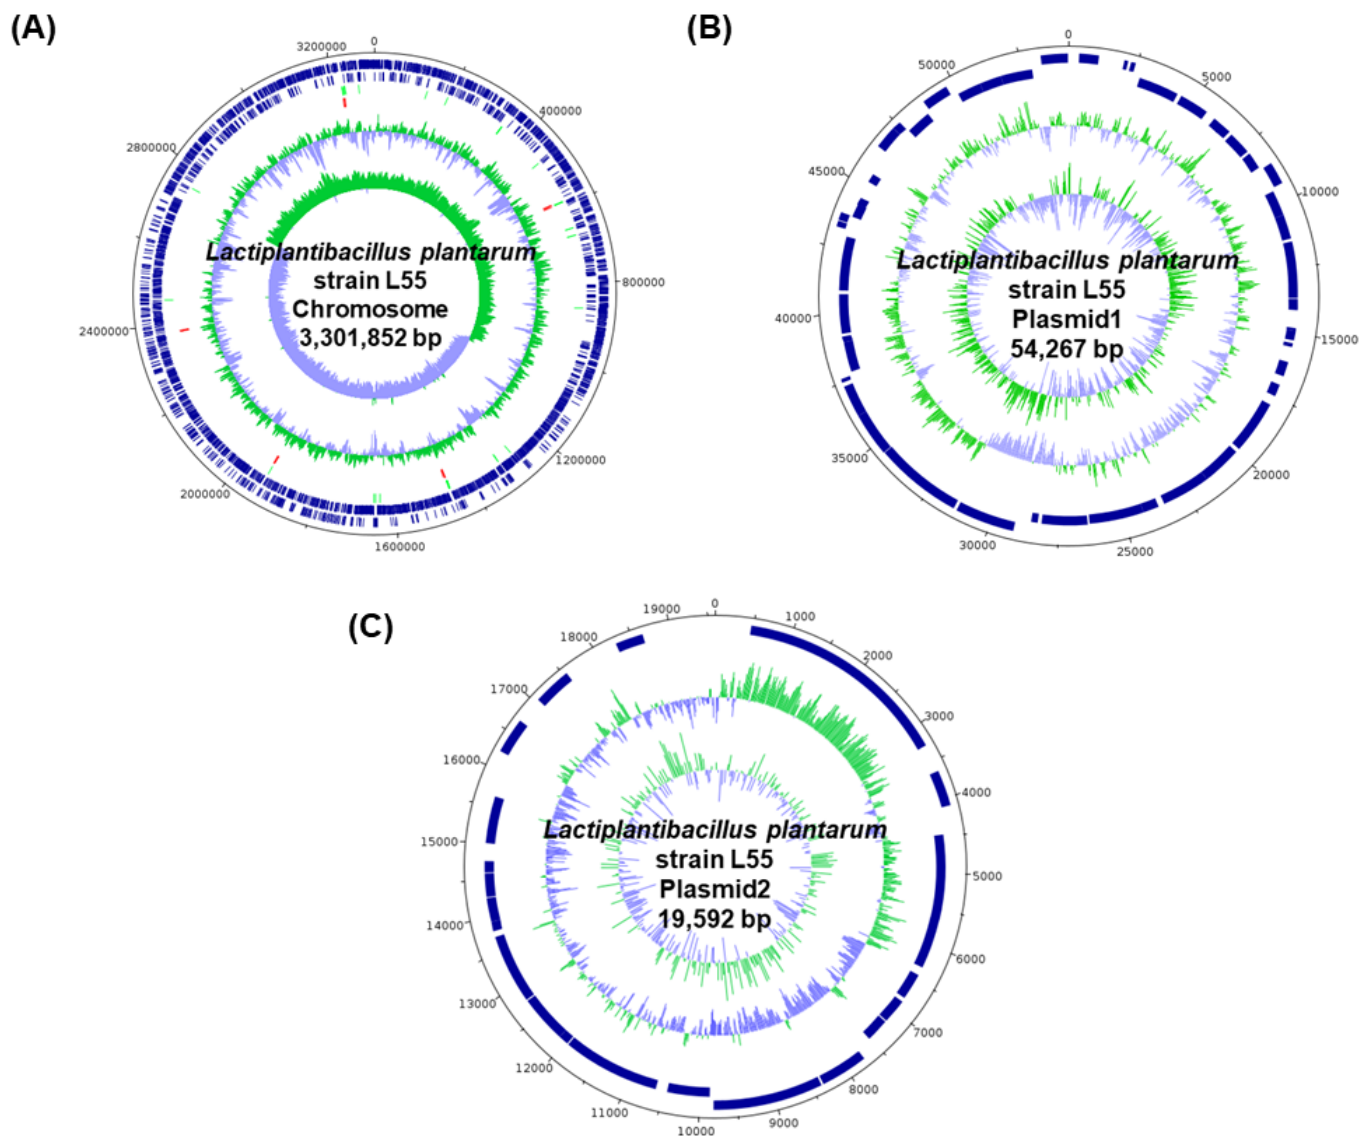 (A)
0
400000
800000
1200000
1600000
2000000
2400000
2800000
3200000
Lactiplantibacillus plantarum
strain L55
Chromosome
3,301,852 bp
(B)
0
5000
10000
15000
20000
25000
30000
35000
40000
45000
50000
Lactiplantibacillus plantarum
strain L55
Plasmid1
54,267 bp
(C)
0
1000
2000
3000
4000
5000
6000
7000
8000
9000
10000
11000
12000
13000
14000
15000
16000
17000
18000
19000
Lactiplantibacillus plantarum
strain L55
Plasmid2
19,592 bp